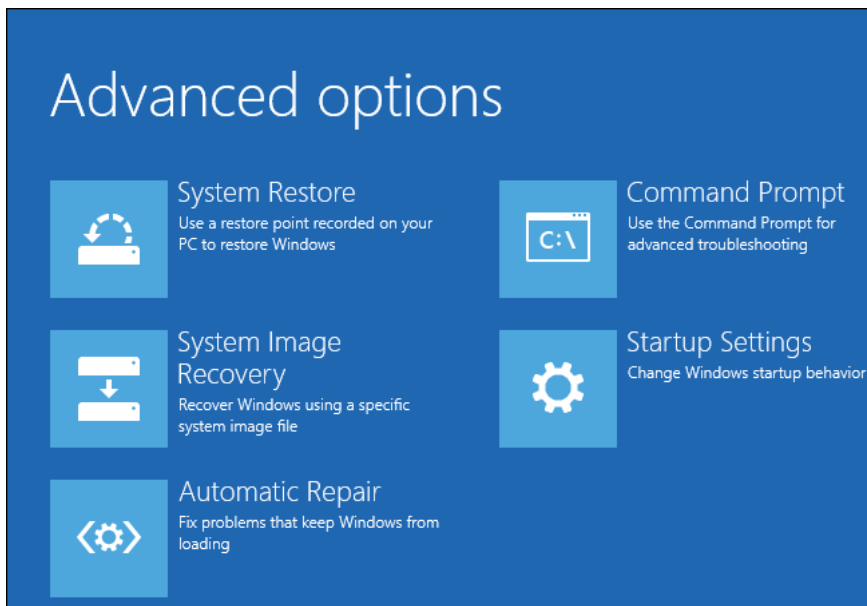 Advanced options
System Restore
Use a restore point recorded on your
PC to restore Windows
System Image
Recovery
Recover Windows using a specific
system image file
Automatic Repair
Fix problems that keep Windows from
loading
Command Prompt
Use the Command Prompt for
advanced troubleshooting
C:\
Startup Settings
Change Windows startup behavior